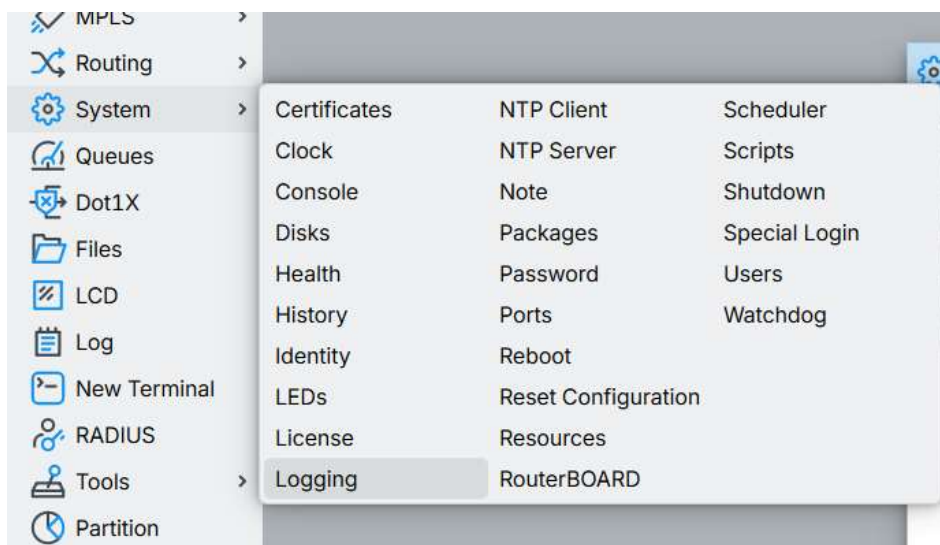 MPLS
Routing
System
Queues
Dot1X
Files
LCD
Log
New Terminal
RADIUS
Tools
Partition
Certificates
Clock
Console
Disks
Health
History
Identity
LEDs
License
Logging
NTP Client
NTP Server
Note
Packages
Password
Ports
Reboot
Reset Configuration
Resources
RouterBOARD
Scheduler
Scripts
Shutdown
Special Login
Users
Watchdog